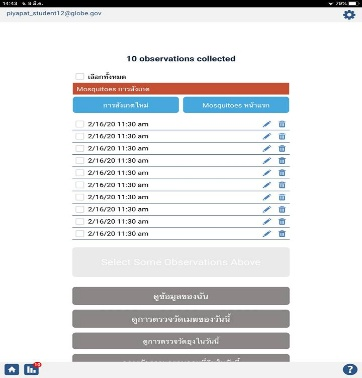 14:43 จ. 8 มี.ค.
76%
piyapat_student12@globe.gov
10 observations collected
เลือกทั้งหมด
Mosquitoes การสังเกต
การสังเกตใหม่
Mosquitoes หน้าแรก
2/16/20 11:30 am
2/16/20 11:30 am
2/16/20 11:30 am
2/16/20 11:30 am
2/16/20 11:30 am
2/16/20 11:30 am
2/16/20 11:30 am
2/16/20 11:30 am
2/16/20 11:30 am
2/16/20 11:30 am
Select Some Observations Above
ดูข้อมูลของฉัน
ดูการตรวจวัดเมฆของวันนี้
ดูการตรวจวัดยุงในวันนี้